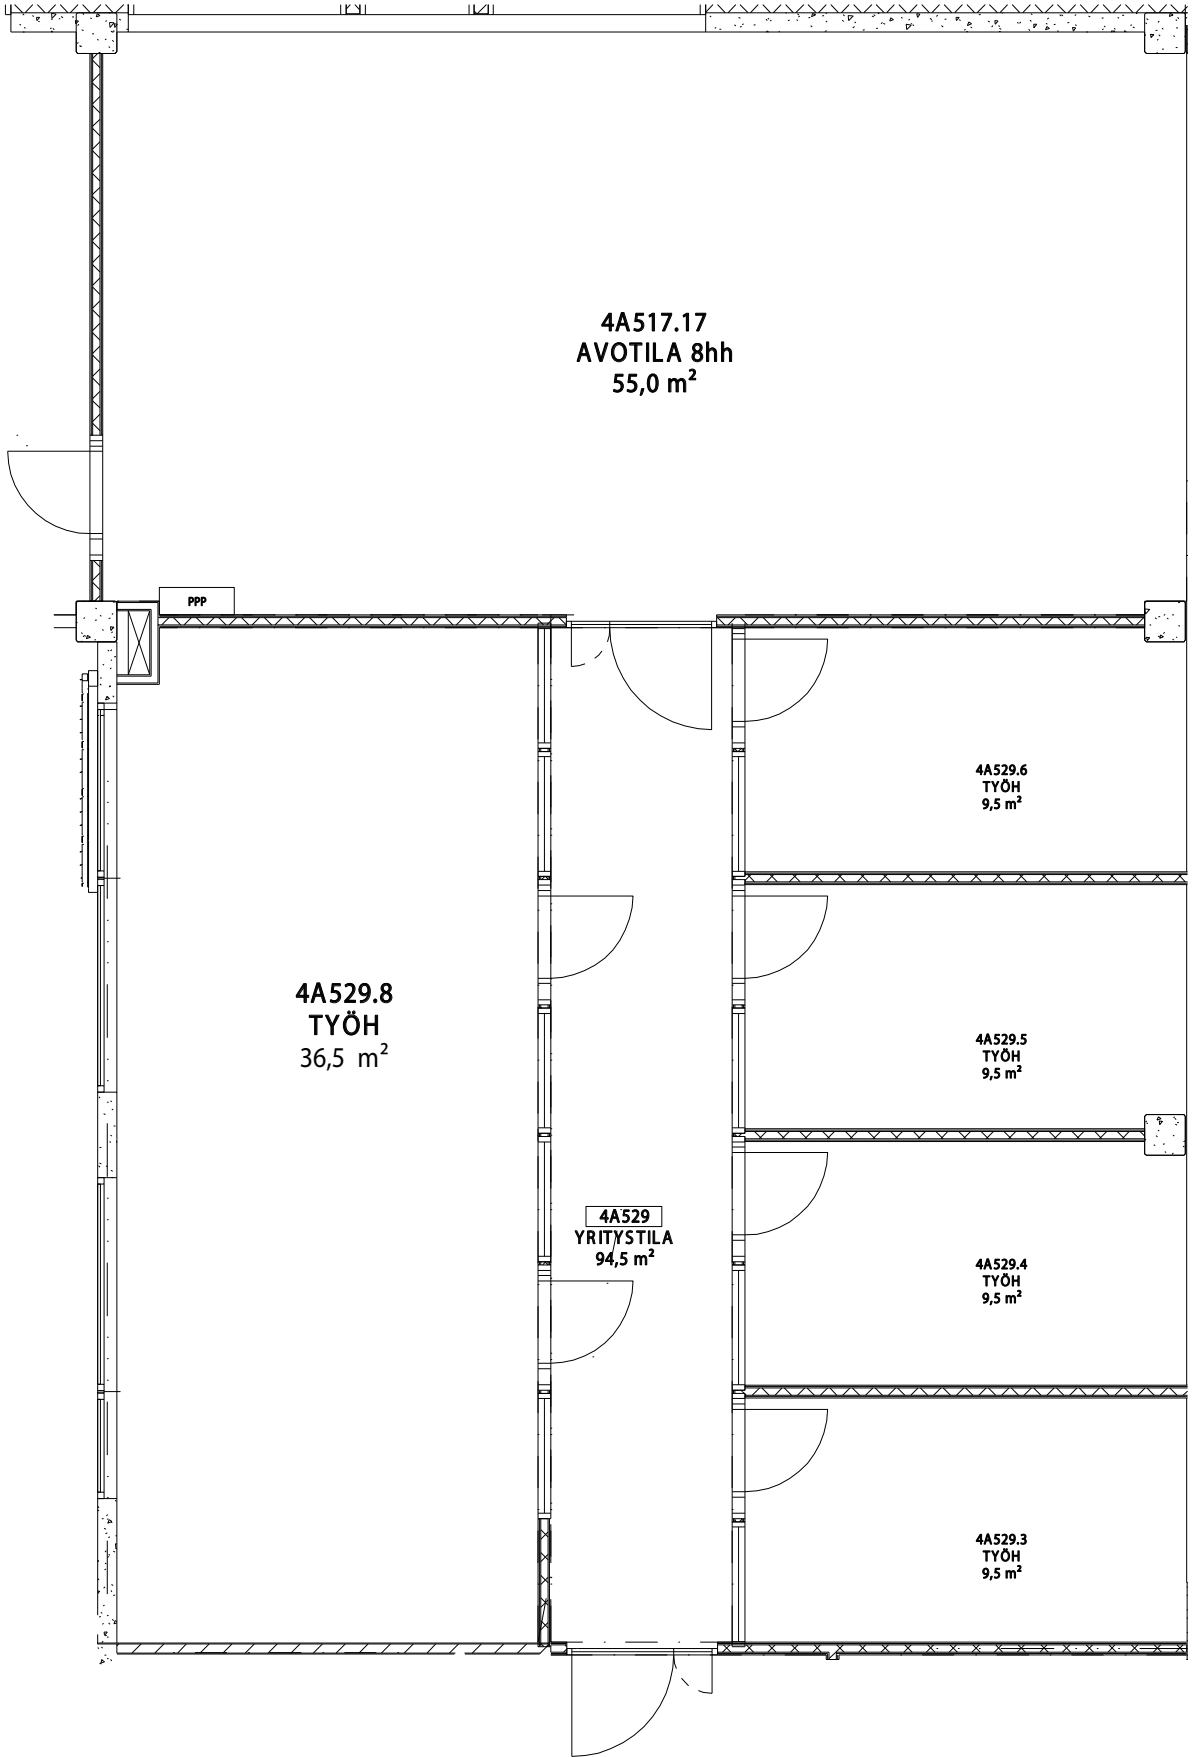 4A517.17
AVOTILA 8hh
55,0 m²
PPP
4A529.6
TYÖH
9,5 m²
4A529.8
TYÖH
36,5 m²
4A529.5
TYÖH
9,5 m²
4A529
YRITYSTILA
94,5 m²
4A529.4
TYÖH
9,5 m²
4A529.3
TYÖH
9,5 m²